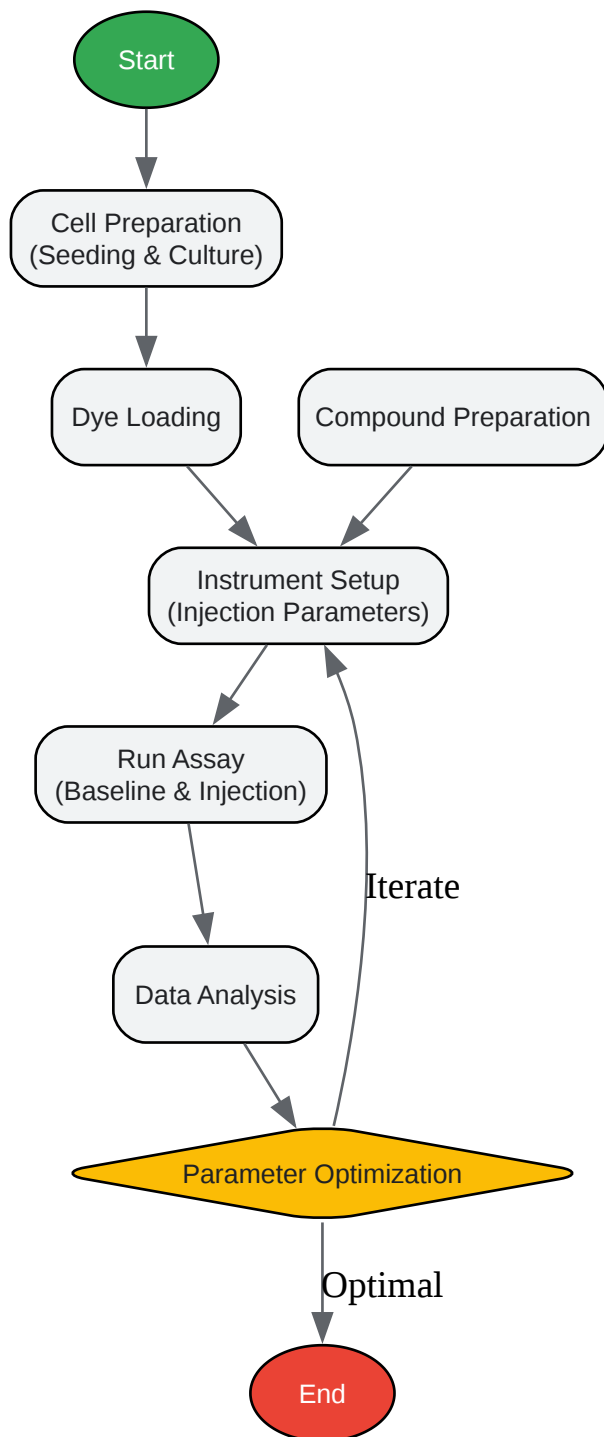 Start
Cell Preparation
(Seeding & Culture)
Dye Loading
Compound Preparation
Instrument Setup
(Injection Parameters)
Run Assay
(Baseline & Injection)
Iterate
Data Analysis
Parameter Optimization
Optimal
End